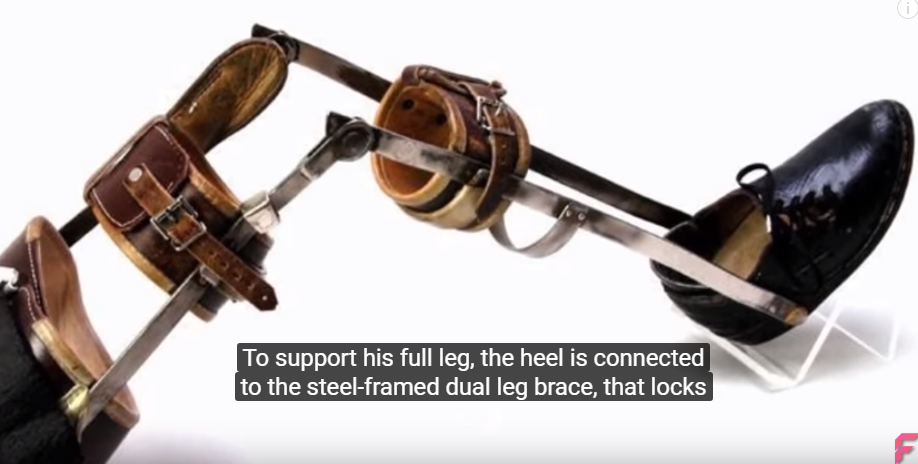 To support his full leg, the heel is connected
to the steel-framed dual leg brace, that locks